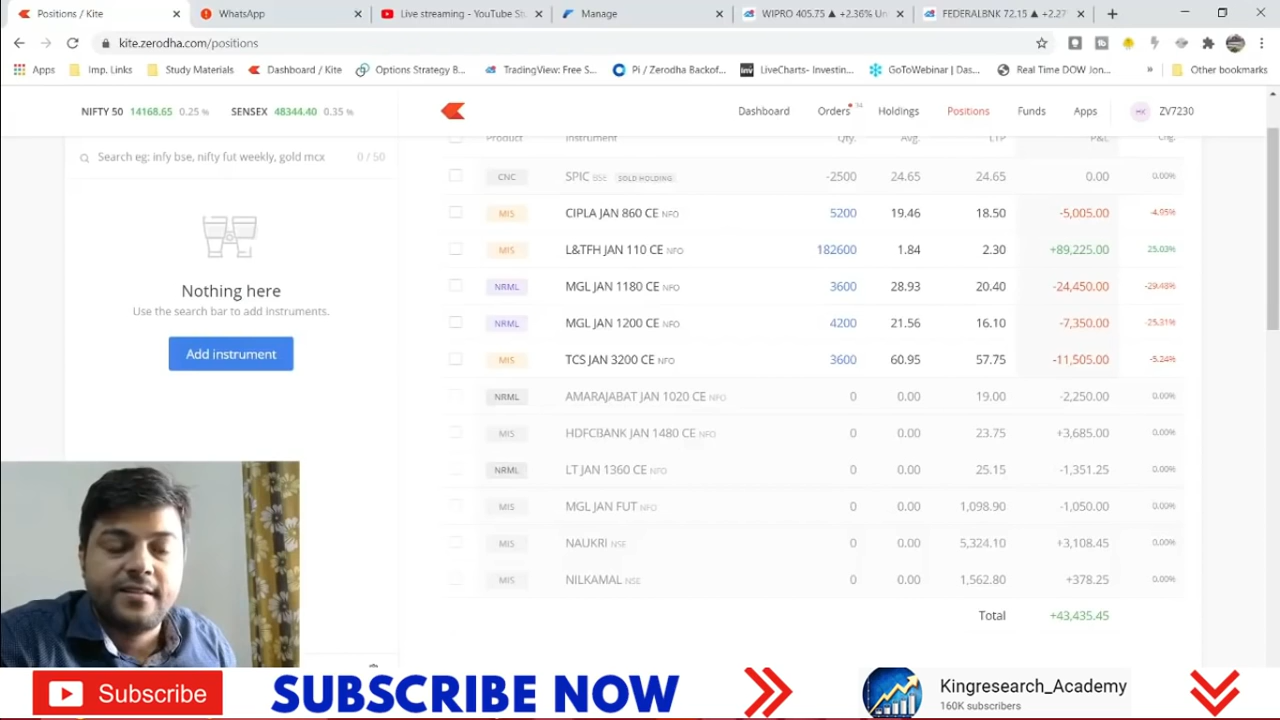 Positions / Kite
WhatsApp
Live streaming - YouTube St
Manage
WIPRO 405.75 ▲ +2.36% Un
FEDERALBNK 72.15 ▲ +2.27
kite.zerodha.com/positions
Apps
Imp. Links
Study Materials
Dashboard / Kite
Options Strategy B...
TradingView: Free S...
Pi / Zerodha Backof...
LiveCharts- Investin...
GoToWebinar | Das...
Real Time DOW Jon...
»
Other bookmarks
NIFTY 50 14168.65 0.25 %
SENSEX 48344.40 0.35 %
Dashboard
Orders 34
Holdings
Positions
Funds
Apps
HK ZV7230
Search eg: infy bse, nifty fut weekly, gold mcx 0 / 50
Nothing here
Use the search bar to add instruments.
Add instrument
Product Instrument Qty. Avg. LTP P&L Chg.
CNC SPIC BSE SOLD HOLDING -2500 24.65 24.65 0.00 0.00%
MIS CIPLA JAN 860 CE NFO 5200 19.46 18.50 -5,005.00 -4.95%
MIS L&TFH JAN 110 CE NFO 182600 1.84 2.30 +89,225.00 25.03%
NRML MGL JAN 1180 CE NFO 3600 28.93 20.40 -24,450.00 -29.48%
NRML MGL JAN 1200 CE NFO 4200 21.56 16.10 -7,350.00 -25.31%
MIS TCS JAN 3200 CE NFO 3600 60.95 57.75 -11,505.00 -5.24%
NRML AMARAJABAT JAN 1020 CE NFO 0 0.00 19.00 -2,250.00 0.00%
MIS HDFCBANK JAN 1480 CE NFO 0 0.00 23.75 +3,685.00 0.00%
NRML LT JAN 1360 CE NFO 0 0.00 25.15 -1,351.25 0.00%
MIS MGL JAN FUT NFO 0 0.00 1,098.90 -1,050.00 0.00%
MIS NAUKRI NSE 0 0.00 5,324.10 +3,108.45 0.00%
MIS NILKAMAL NSE 0 0.00 1,562.80 +378.25 0.00%
Total +43,435.45
Subscribe
SUBSCRIBE NOW
Kingresearch_Academy
160K subscribers